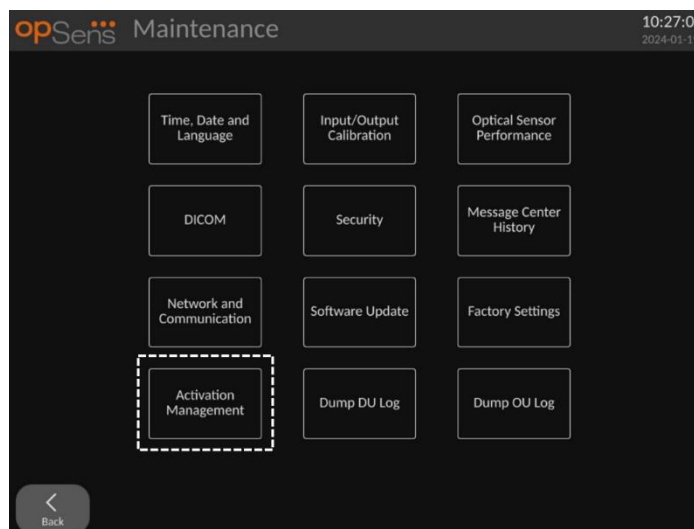 opSens Maintenance
10:27:0
2024-01-1
Time, Date and
Language
Input/Output
Calibration
Optical Sensor
Performance
DICOM
Security
Message Center
History
Network and
Communication
Software Update
Factory Settings
Activation
Management
Dump DU Log
Dump OU Log
Back